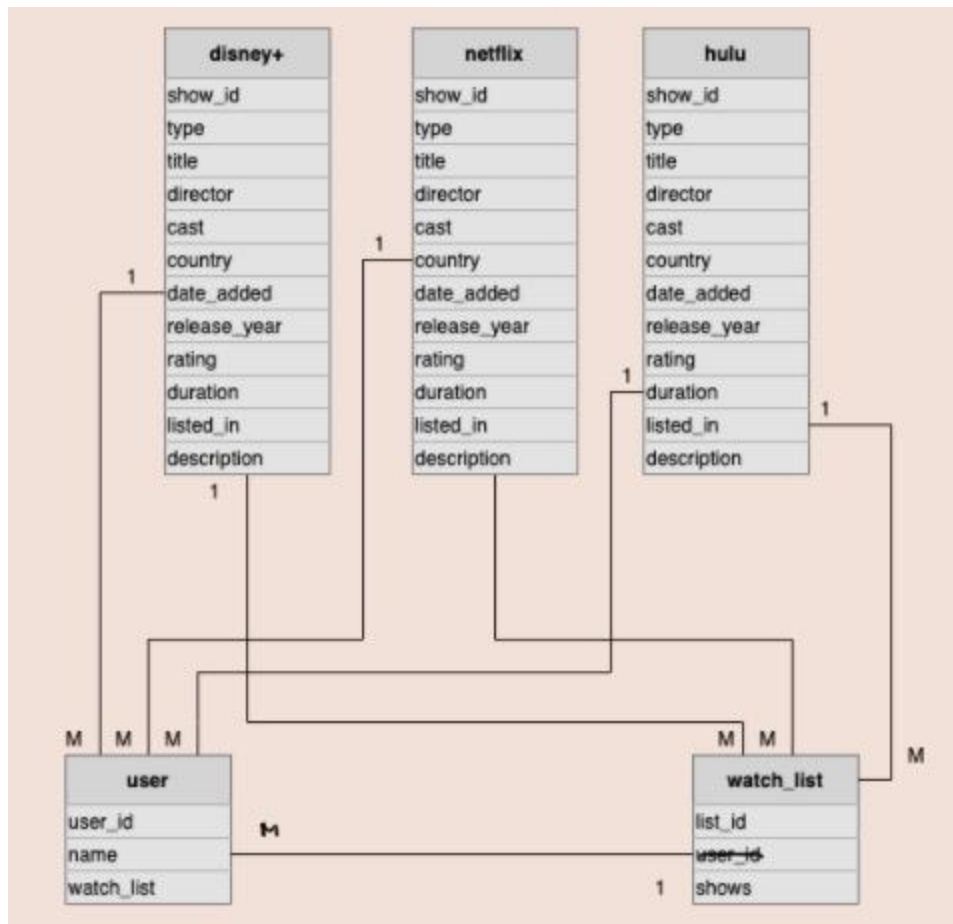 disney+
show_id
type
title
director
cast
country
date_added
release_year
rating
duration
listed_in
description
netflix
show_id
type
title
director
cast
country
date_added
release_year
rating
duration
listed_in
description
hulu
show_id
type
title
director
cast
country
date_added
release_year
rating
duration
listed_in
description
1
1
1
1
1
M
M
M
M
M
M
user
user_id
name
watch_list
M
1
watch_list
list_id
user_id
shows